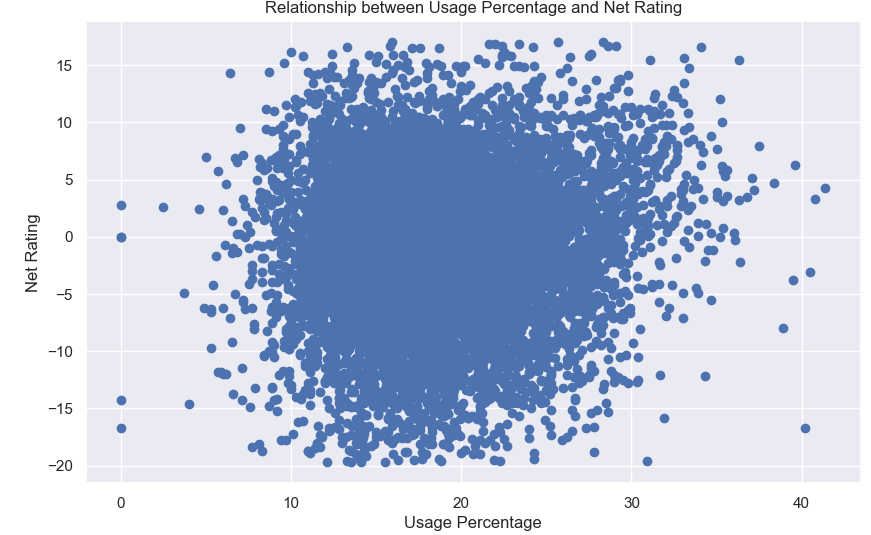 Relationship between Usage Percentage and Net Rating
15
10
5
0
−5
−10
−15
−20
Net Rating
0 10 20 30 40
Usage Percentage